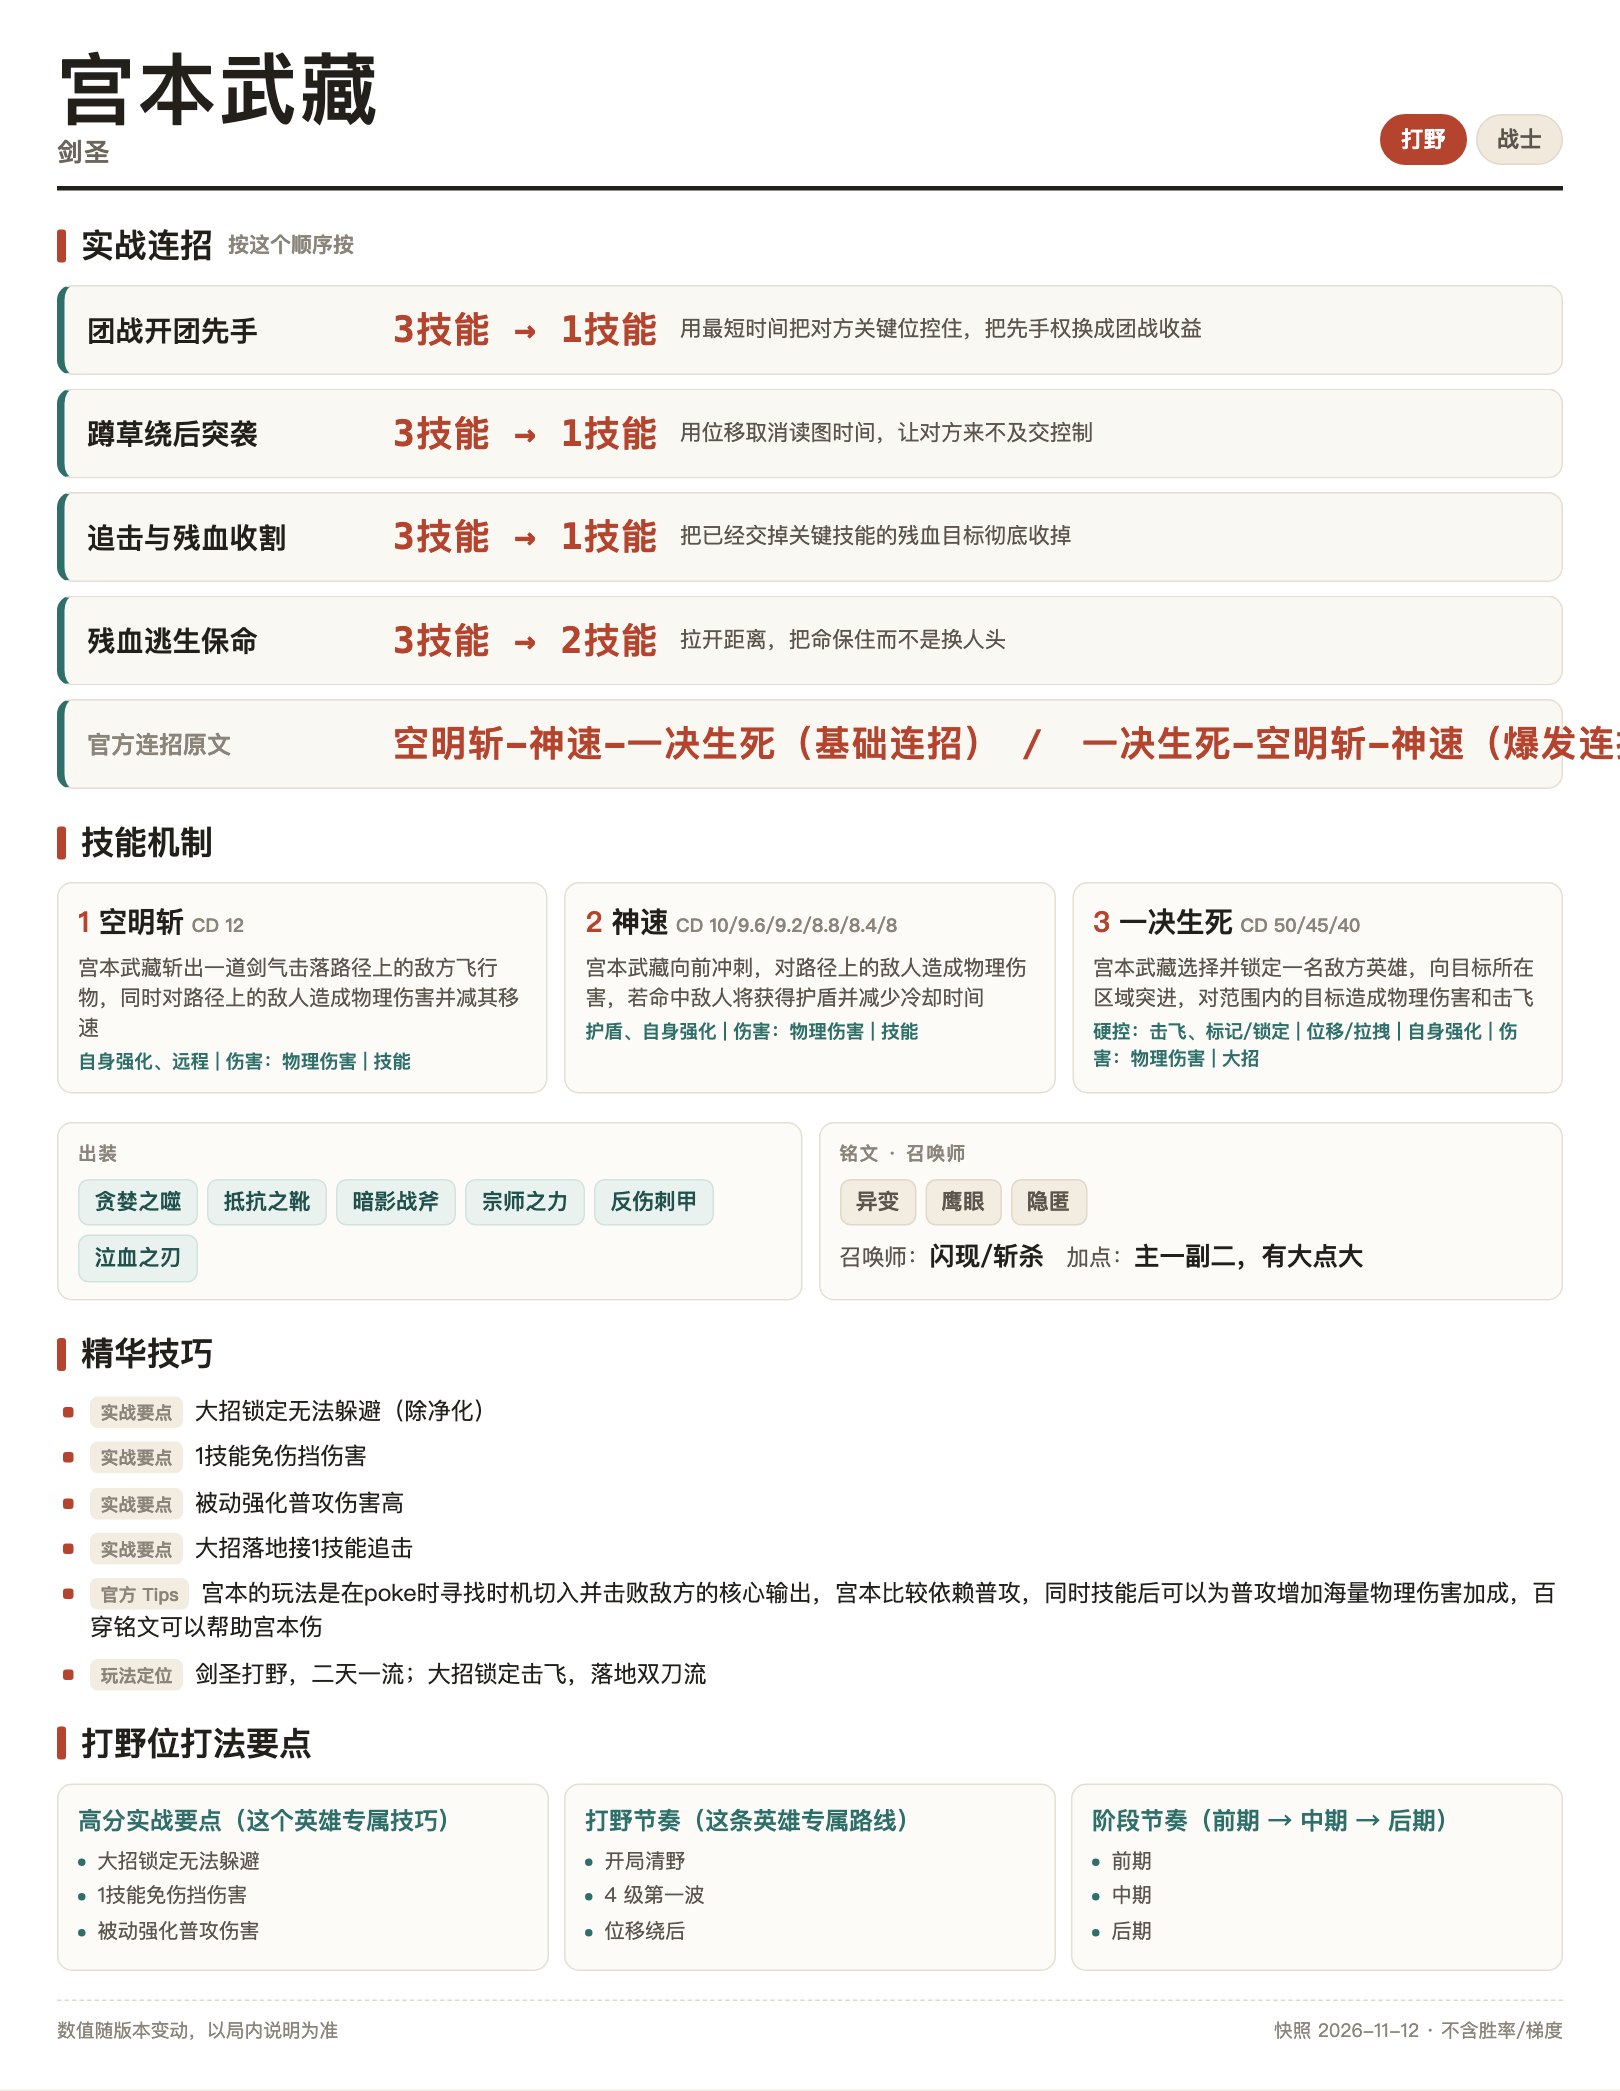 宫本武藏
剑圣
打野 战士
实战连招 按这个顺序按
团战开团先手 3技能 → 1技能 用最短时间把对方关键位控住，把先手权换成团战收益
蹲草绕后突袭 3技能 → 1技能 用位移取消读图时间，让对方来不及交控制
追击与残血收割 3技能 → 1技能 把已经交掉关键技能的残血目标彻底收掉
残血逃生保命 3技能 → 2技能 拉开距离，把命保住而不是换人头
官方连招原文 空明斩–神速–一决生死（基础连招） / 一决生死–空明斩–神速（爆发连
技能机制
1 空明斩 CD 12
宫本武藏斩出一道剑气击落路径上的敌方飞行
物，同时对路径上的敌人造成物理伤害并减其移
速
自身强化、远程 | 伤害：物理伤害 | 技能
2 神速 CD 10/9.6/9.2/8.8/8.4/8
宫本武藏向前冲刺，对路径上的敌人造成物理伤
害，若命中敌人将获得护盾并减少冷却时间
护盾、自身强化 | 伤害：物理伤害 | 技能
3 一决生死 CD 50/45/40
宫本武藏选择并锁定一名敌方英雄，向目标所在
区域突进，对范围内的目标造成物理伤害和击飞
硬控：击飞、标记/锁定 | 位移/拉拽 | 自身强化 | 伤
害：物理伤害 | 大招
出装
贪婪之噬 抵抗之靴 暗影战斧 宗师之力 反伤刺甲
泣血之刃
铭文 · 召唤师
异变 鹰眼 隐匿
召唤师：闪现/斩杀 加点：主一副二，有大点大
精华技巧
实战要点 大招锁定无法躲避（除净化）
实战要点 1技能免伤挡伤害
实战要点 被动强化普攻伤害高
实战要点 大招落地接1技能追击
官方 Tips 宫本的玩法是在poke时寻找时机切入并击败敌方的核心输出，宫本比较依赖普攻，同时技能后可以为普攻增加海量物理伤害加成，百
穿铭文可以帮助宫本伤
玩法定位 剑圣打野，二天一流；大招锁定击飞，落地双刀流
打野位打法要点
高分实战要点（这个英雄专属技巧）
大招锁定无法躲避
1技能免伤挡伤害
被动强化普攻伤害
打野节奏（这条英雄专属路线）
开局清野
4 级第一波
位移绕后
阶段节奏（前期 → 中期 → 后期）
前期
中期
后期
数值随版本变动，以局内说明为准
快照 2026–11–12 · 不含胜率/梯度